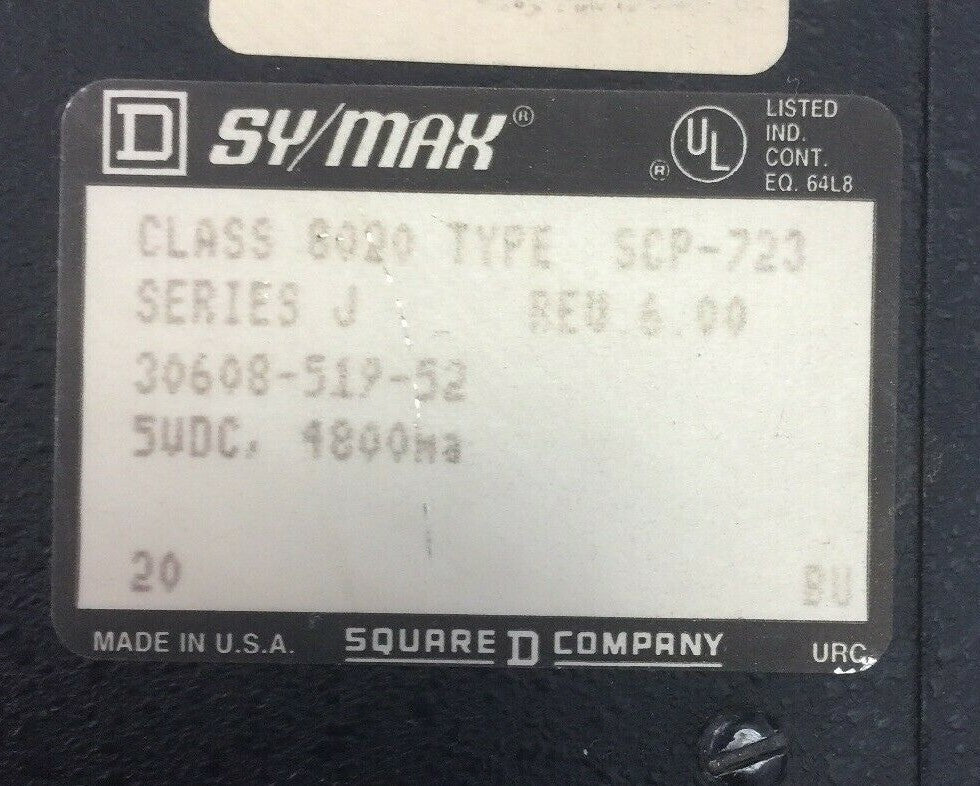 D SY/MAX®
UL ®
LISTED
IND.
CONT.
EQ. 64L8
CLASS 8020 TYPE SCP-723
SERIES J REV. 6.00
30608-519-52
5VDC. 4800ma
20 BU
MADE IN U.S.A. SQUARE D COMPANY URC